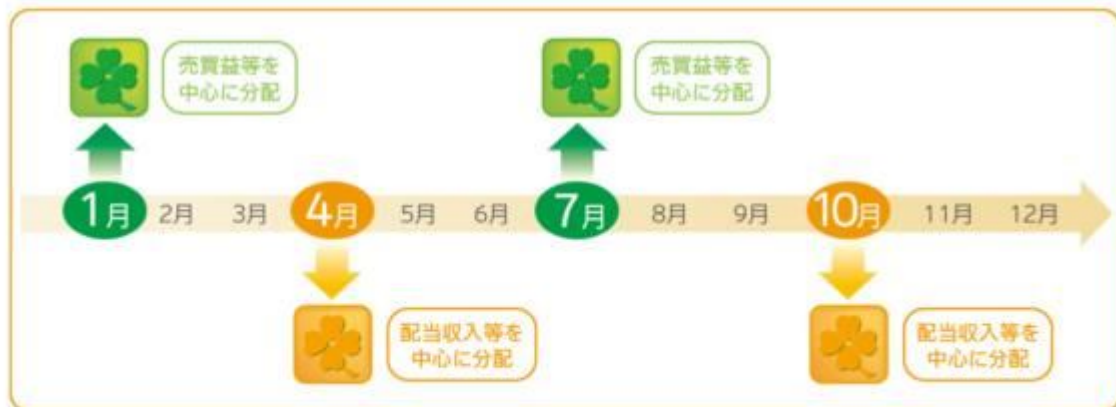 売買益等を
中心に分配
売買益等を
中心に分配
1月 2月 3月 4月 5月 6月 7月 8月 9月 10月 11月 12月
配当収入等を
中心に分配
配当収入等を
中心に分配